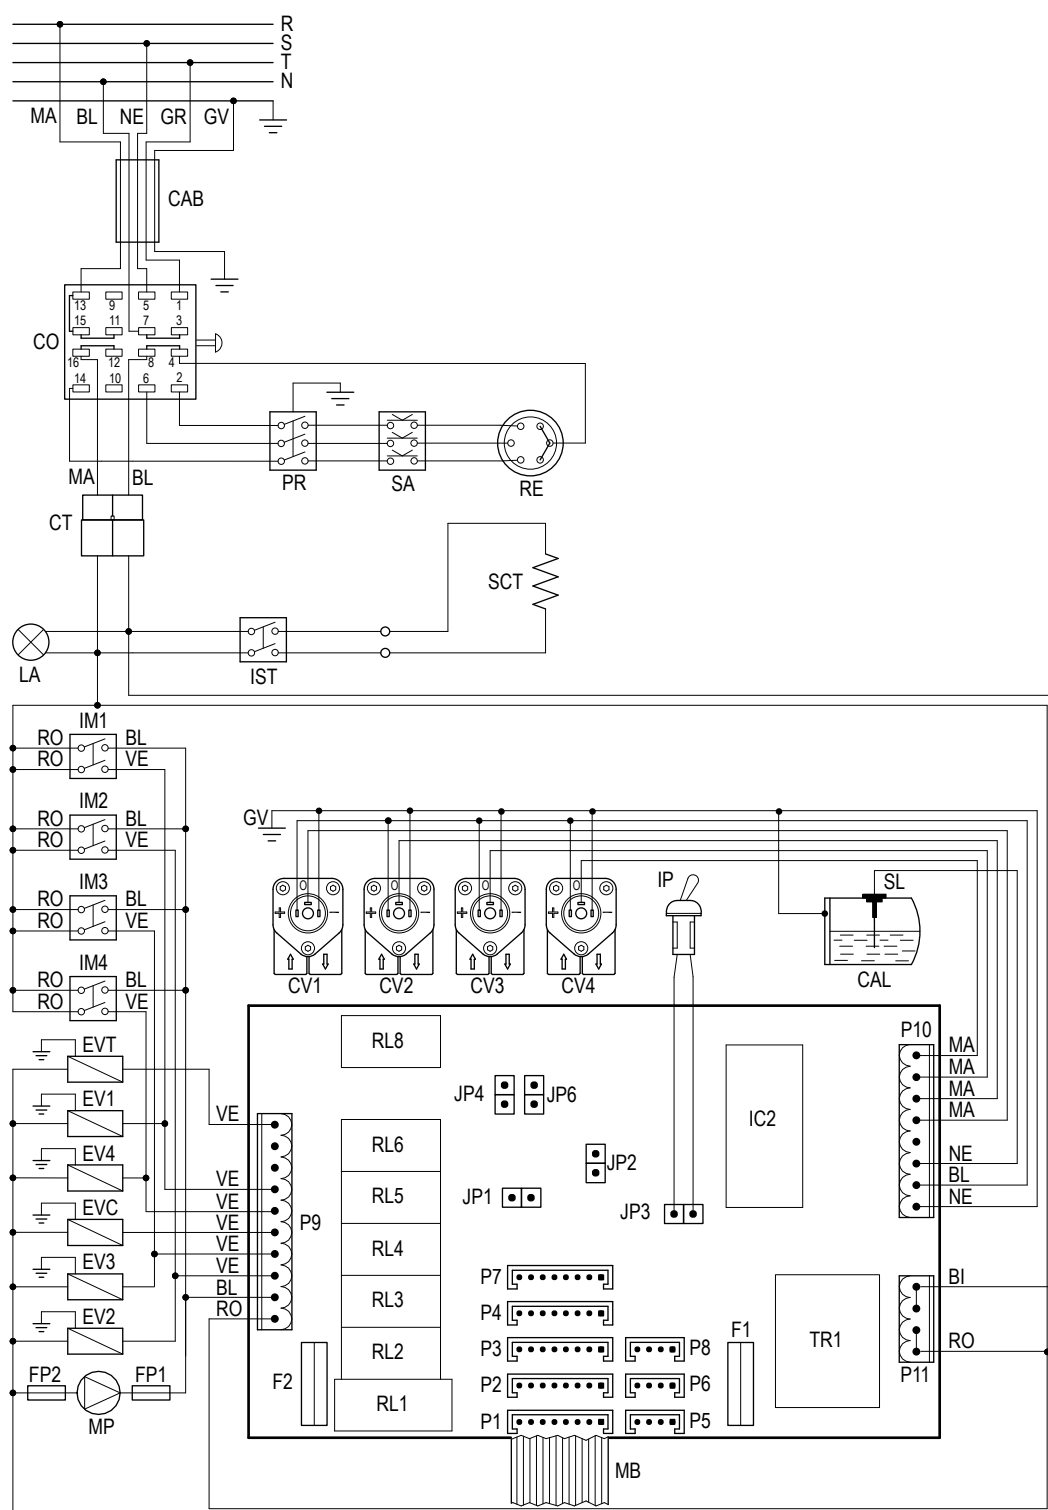 R
S
T
N
MA BL NE GR GV
CAB
13 9 5 1
15 11 7 3
CO
16 12 8 4
14 10 6 2
MA BL
PR SA RE
CT
SCT
LA IST
IM1
RO BL
RO VE
IM2
RO BL
RO VE
IM3
RO BL
RO VE
IM4
RO BL
RO VE
GV
0 0 0 0
+ − + − + − + −
CV1 CV2 CV3 CV4
IP
SL
CAL
EVT
EV1
EV4
EVC
EV3
EV2
FP2 FP1
MP
VE
VE
VE
VE
VE
VE
BL
RO
P9
RL8
RL6
RL5
RL4
RL3
RL2
RL1
F2
JP4 JP6
JP2
JP1
JP3
IC2
P10
MA
MA
MA
MA
NE
BL
NE
P7
P4
P3 P8
P2 P6
P1 P5
F1
TR1
BI
RO
P11
MB